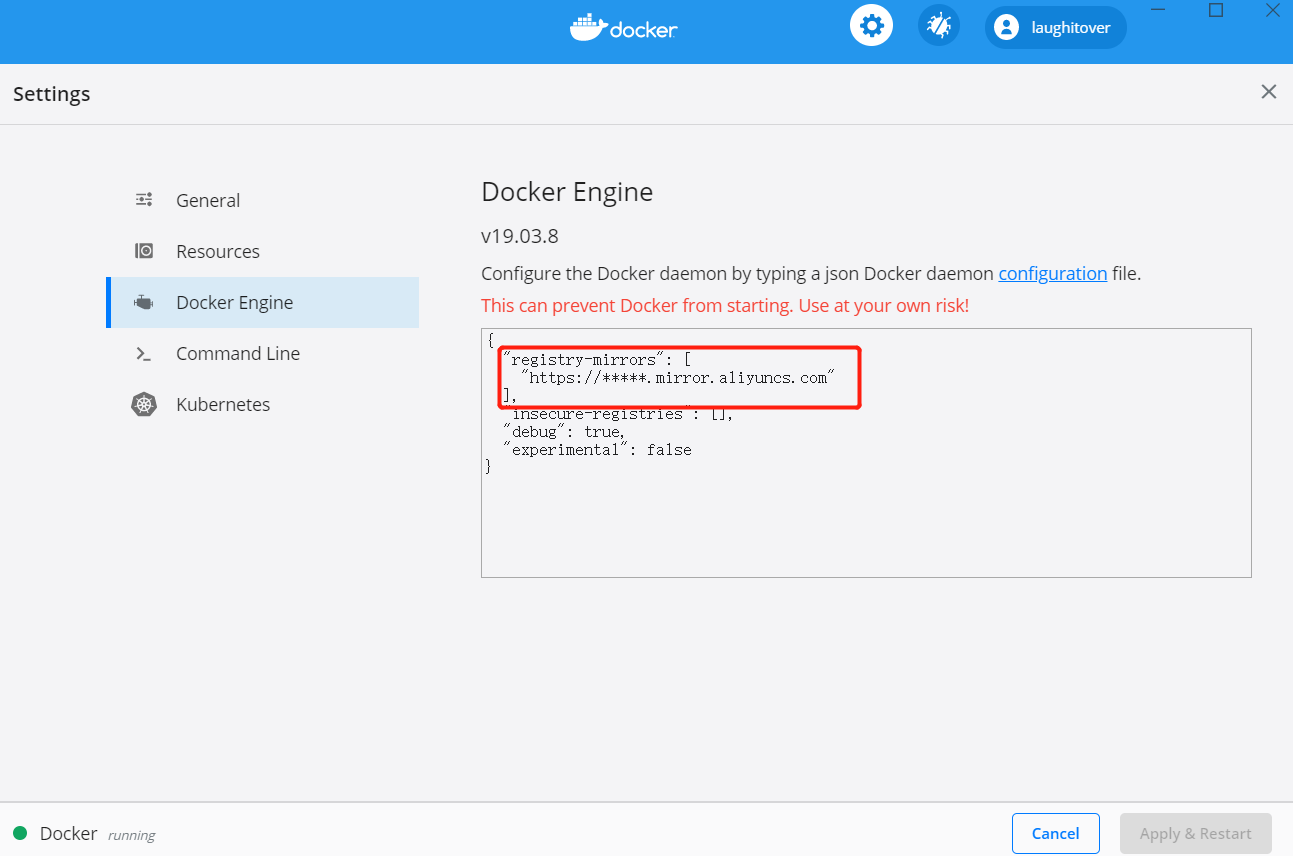 docker
laughitover
Settings
General
Resources
Docker Engine
Command Line
Kubernetes
Docker Engine
v19.03.8
Configure the Docker daemon by typing a json Docker daemon configuration file.
This can prevent Docker from starting. Use at your own risk!
{
"registry-mirrors": [
"https://*****.mirror.aliyuncs.com"
],
"insecure-registries": [],
"debug": true,
"experimental": false
}
Docker running
Cancel
Apply & Restart